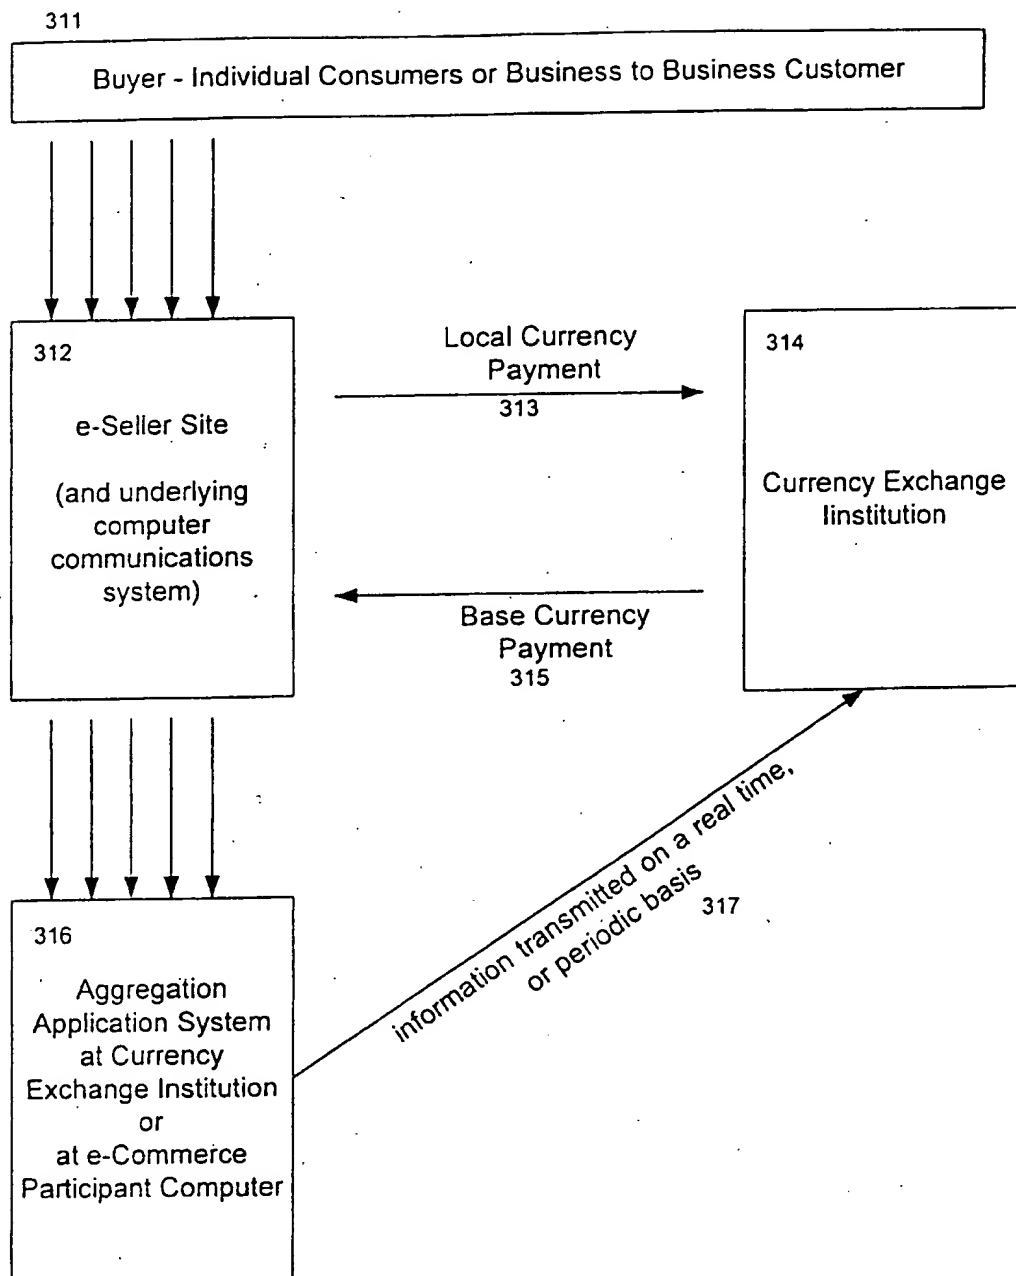 311
Buyer - Individual Consumers or Business to Business Customer
312
e-Seller Site
(and underlying
computer
communications
system)
Local Currency
Payment
313
314
Currency Exchange
Iinstitution
Base Currency
Payment
315
316
Aggregation
Application System
at Currency
Exchange Institution
or
at e-Commerce
Participant Computer
information transmitted on a real time,
or periodic basis
317